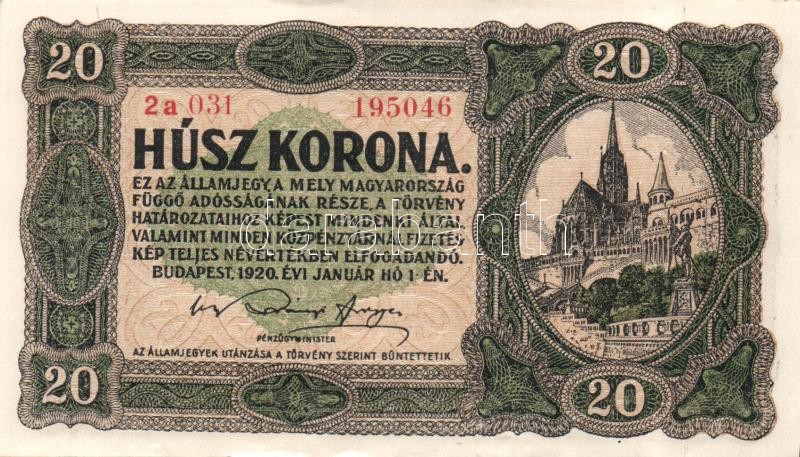 20 20
2a 031 195046
HÚSZ KORONA.
EZ AZ ÁLLAMJEGY, A MELY MAGYARORSZÁG
FÜGGŐ ADÓSSÁGÁNAK RÉSZE, A TÖRVÉNY
HATÁROZATAIHOZ KÉPEST MINDENKI ÁLTAL,
VALAMINT MINDEN KÖZPÉNZTÁRNÁL FIZETÉS-
KÉP TELJES NÉVÉRTÉKBEN ELFOGADANDÓ.
BUDAPEST, 1920. ÉVI JANUÁR HÓ 1-ÉN.
PÉNZÜGYMINISTER
AZ ÁLLAMJEGYEK UTÁNZÁSA A TÖRVÉNY SZERINT BÜNTETTETIK
20 20
darabanth